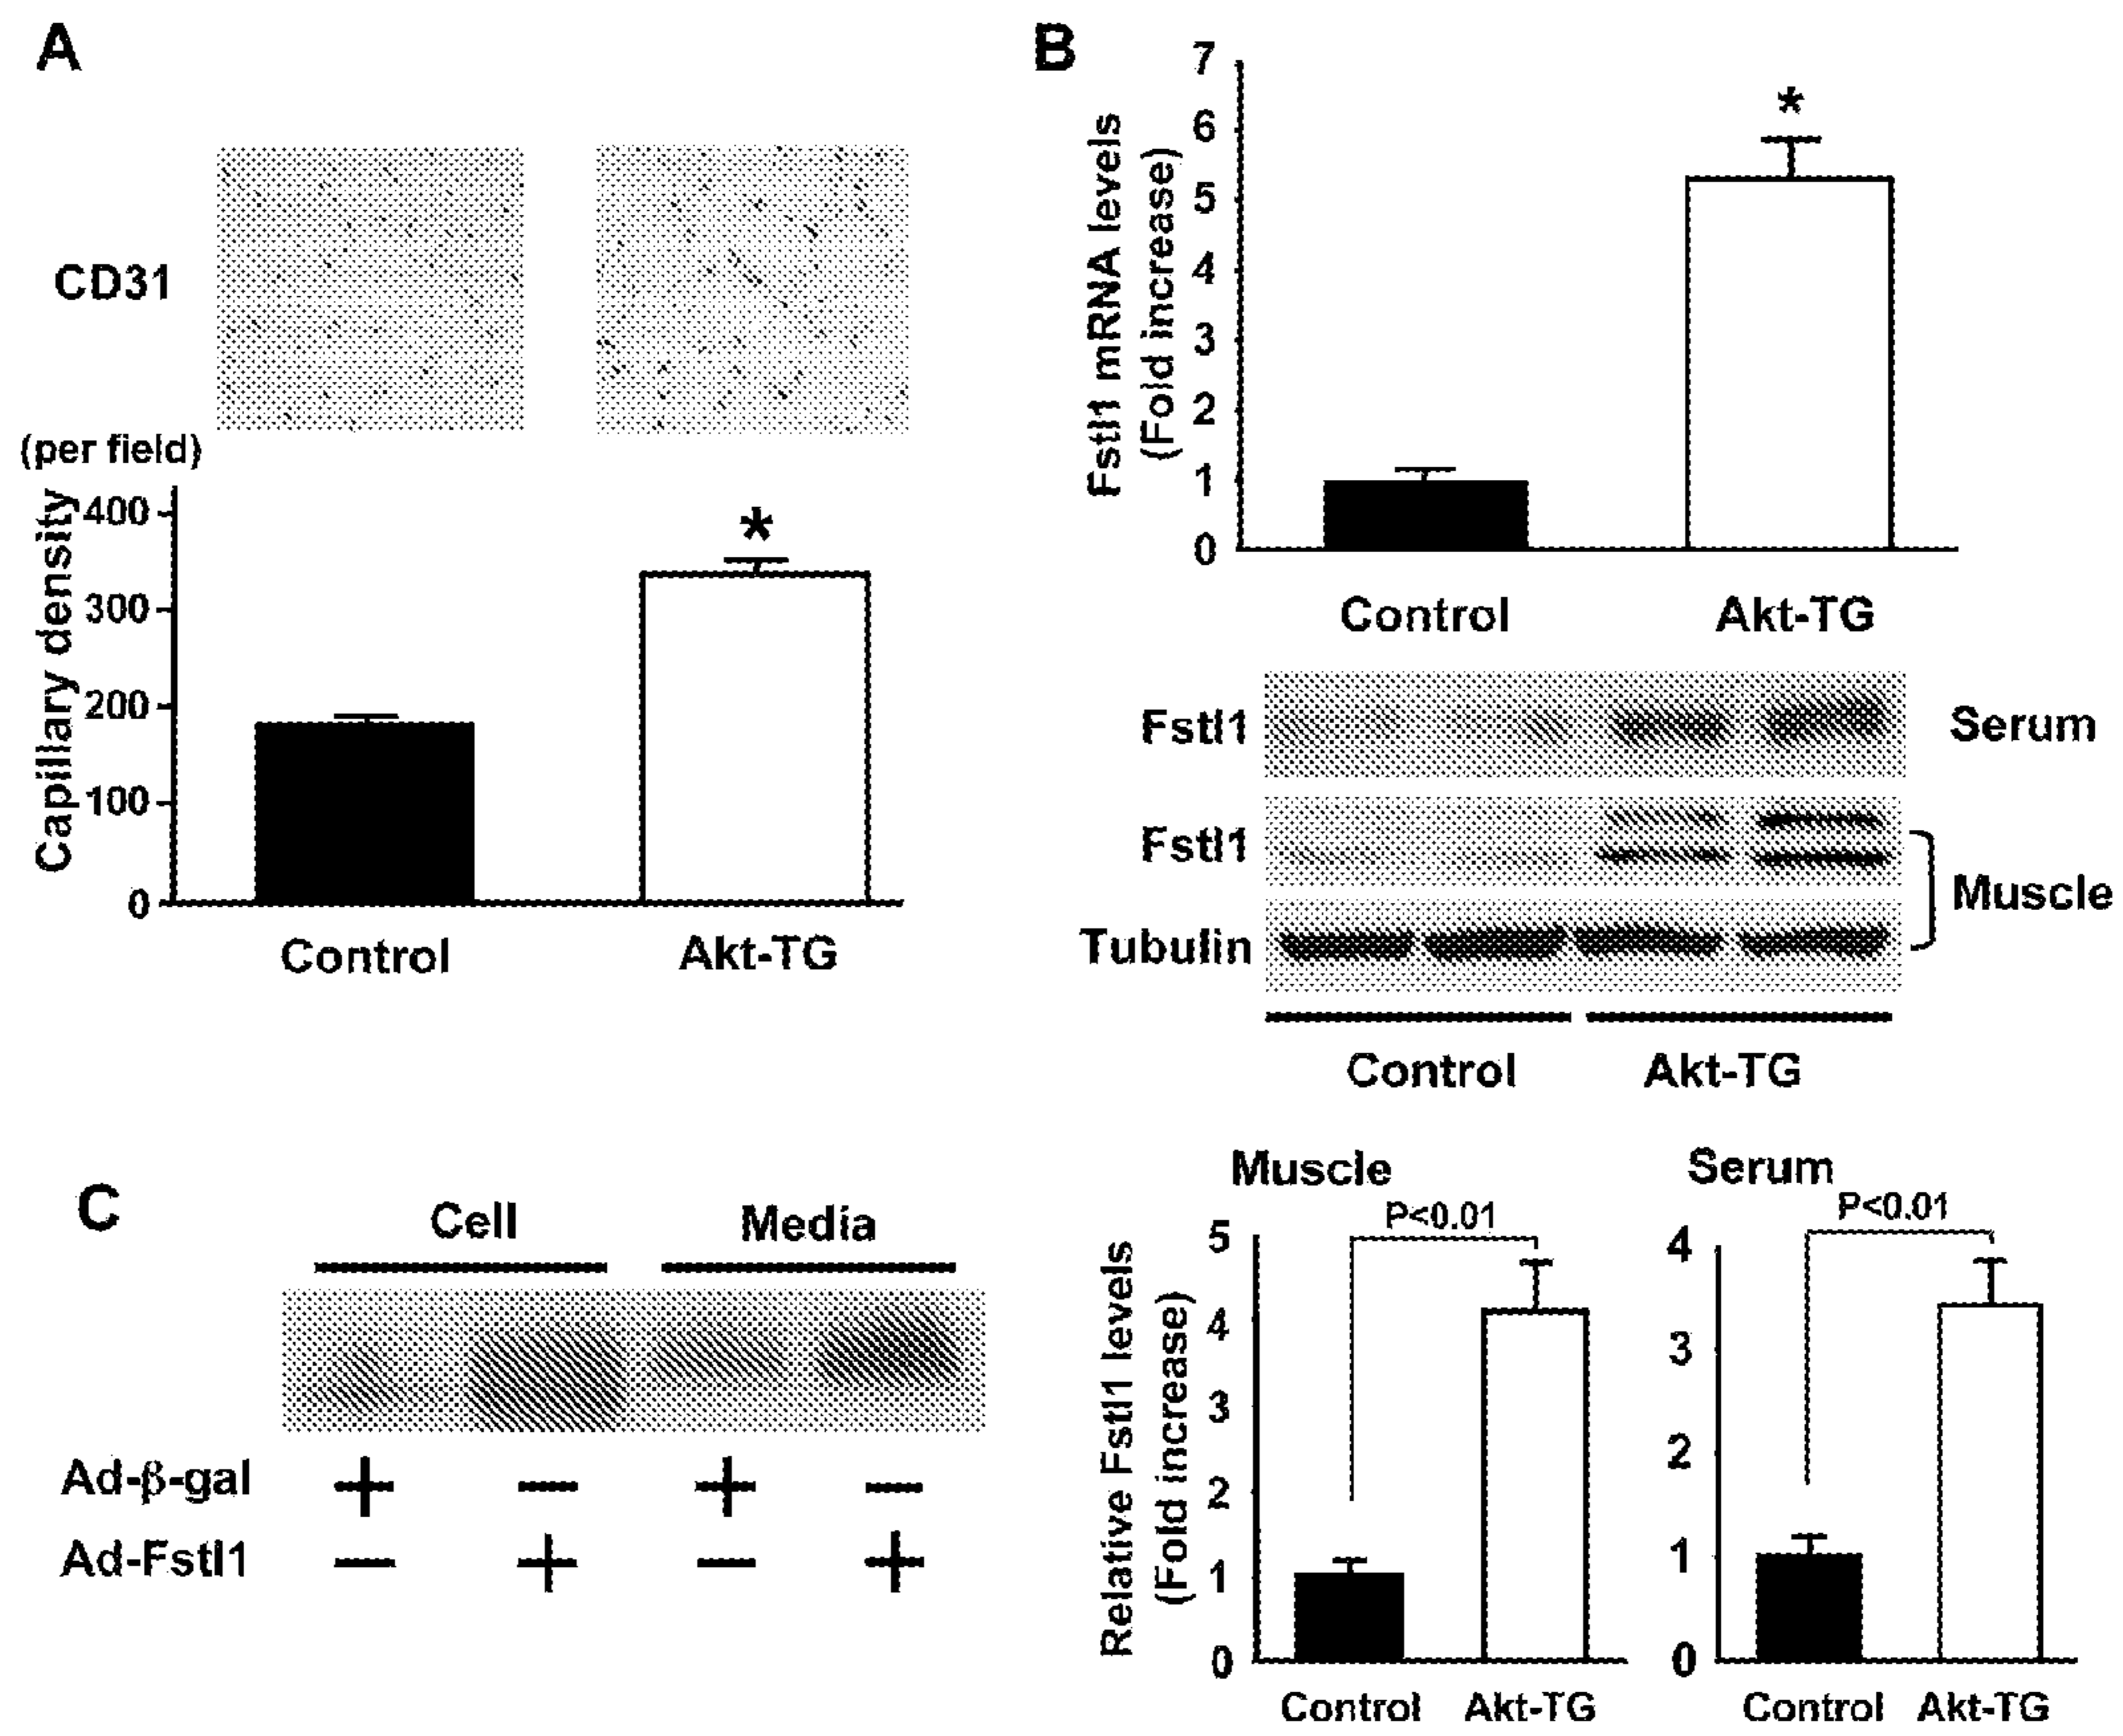 A
CD31
(per field)
Capillary density
400
300
200
100
0
*
Control
Akt-TG
B
Fstl1 mRNA levels
(Fold increase)
7
6
5
4
3
2
1
0
*
Control
Akt-TG
Fstl1
Serum
Fstl1
Tubulin
Muscle
Control
Akt-TG
Muscle
P<0.01
Relative Fstl1 levels
(Fold increase)
5
4
3
2
1
0
Control
Akt-TG
Serum
P<0.01
4
3
2
1
0
Control
Akt-TG
C
Cell
Media
Ad-β-gal + − + −
Ad-Fstl1 − + − +